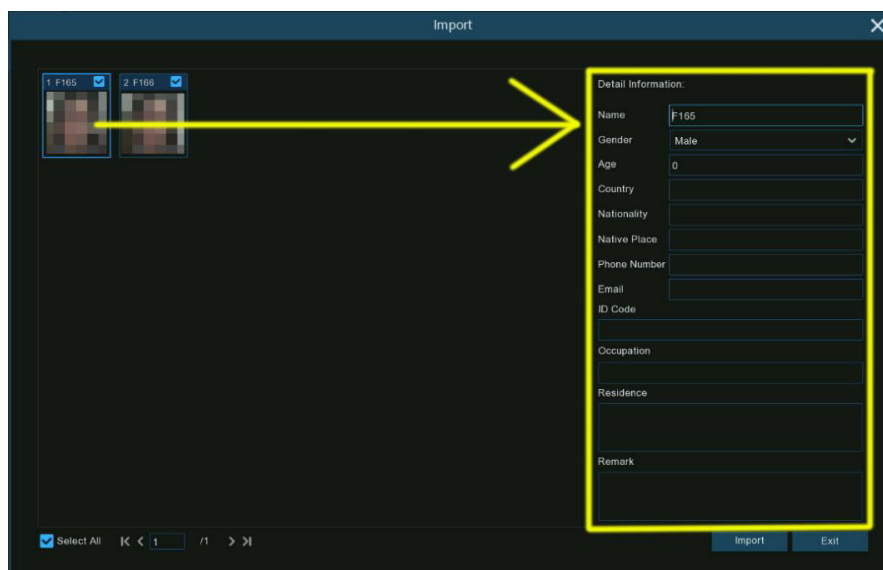 Import
1 F165
2 F166
Detail Information:
Name F165
Gender Male
Age 0
Country
Nationality
Native Place
Phone Number
Email
ID Code
Occupation
Residence
Remark
Select All 1 /1
Import Exit